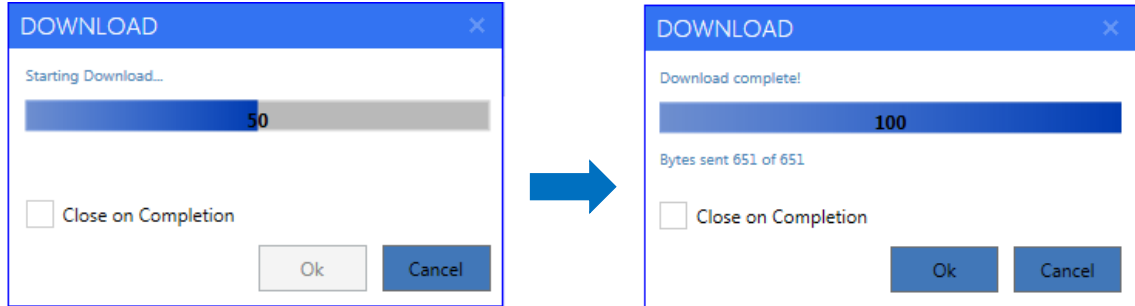 DOWNLOAD
Starting Download...
50
Close on Completion
Ok
Cancel
DOWNLOAD
Download complete!
100
Bytes sent 651 of 651
Close on Completion
Ok
Cancel